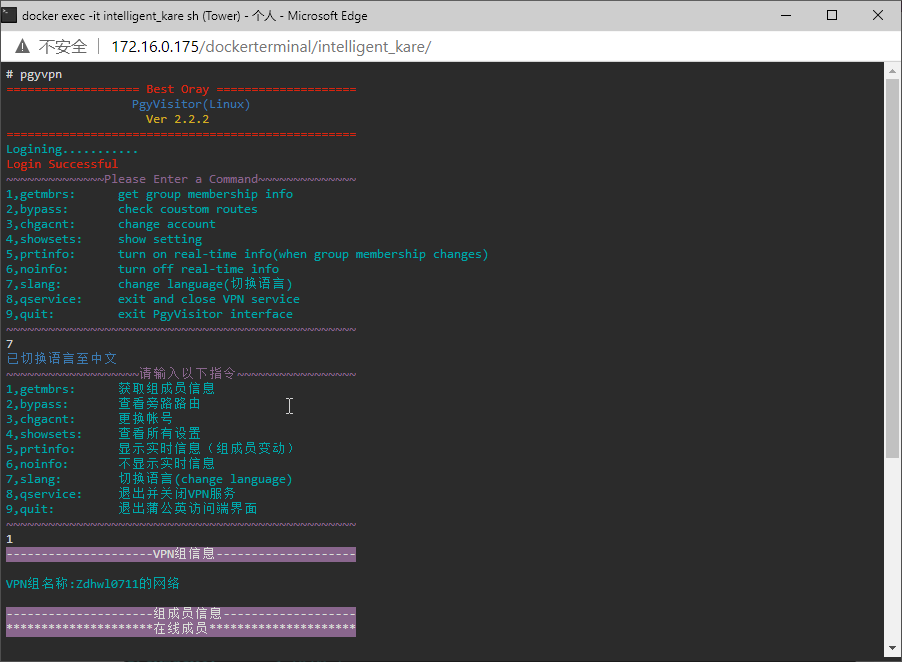 docker exec -it intelligent_kare sh (Tower) - 个人 - Microsoft Edge
不安全 | 172.16.0.175/dockerterminal/intelligent_kare/
# pgyvpn
=================== Best Oray ====================
PgyVisitor(Linux)
Ver 2.2.2
==================================================
Logining...........
Login Successful
~~~~~~~~~~~~~~Please Enter a Command~~~~~~~~~~~~~~
1,getmbrs: get group membership info
2,bypass: check coustom routes
3,chgacnt: change account
4,showsets: show setting
5,prtinfo: turn on real-time info(when group membership changes)
6,noinfo: turn off real-time info
7,slang: change language(切换语言)
8,qservice: exit and close VPN service
9,quit: exit PgyVisitor interface
~~~~~~~~~~~~~~~~~~~~~~~~~~~~~~~~~~~~~~~~~~~~~~~~~~
7
已切换语言至中文
~~~~~~~~~~~~~~~~~~~请输入以下指令~~~~~~~~~~~~~~~~~
1,getmbrs: 获取组成员信息
2,bypass: 查看旁路路由
3,chgacnt: 更换帐号
4,showsets: 查看所有设置
5,prtinfo: 显示实时信息（组成员变动）
6,noinfo: 不显示实时信息
7,slang: 切换语言(change language)
8,qservice: 退出并关闭VPN服务
9,quit: 退出蒲公英访问端界面
~~~~~~~~~~~~~~~~~~~~~~~~~~~~~~~~~~~~~~~~~~~~~~~~~~
1
---------------------VPN组信息--------------------
VPN组名称:Zdhwl0711的网络
---------------------组成员信息-------------------
*********************在线成员*********************